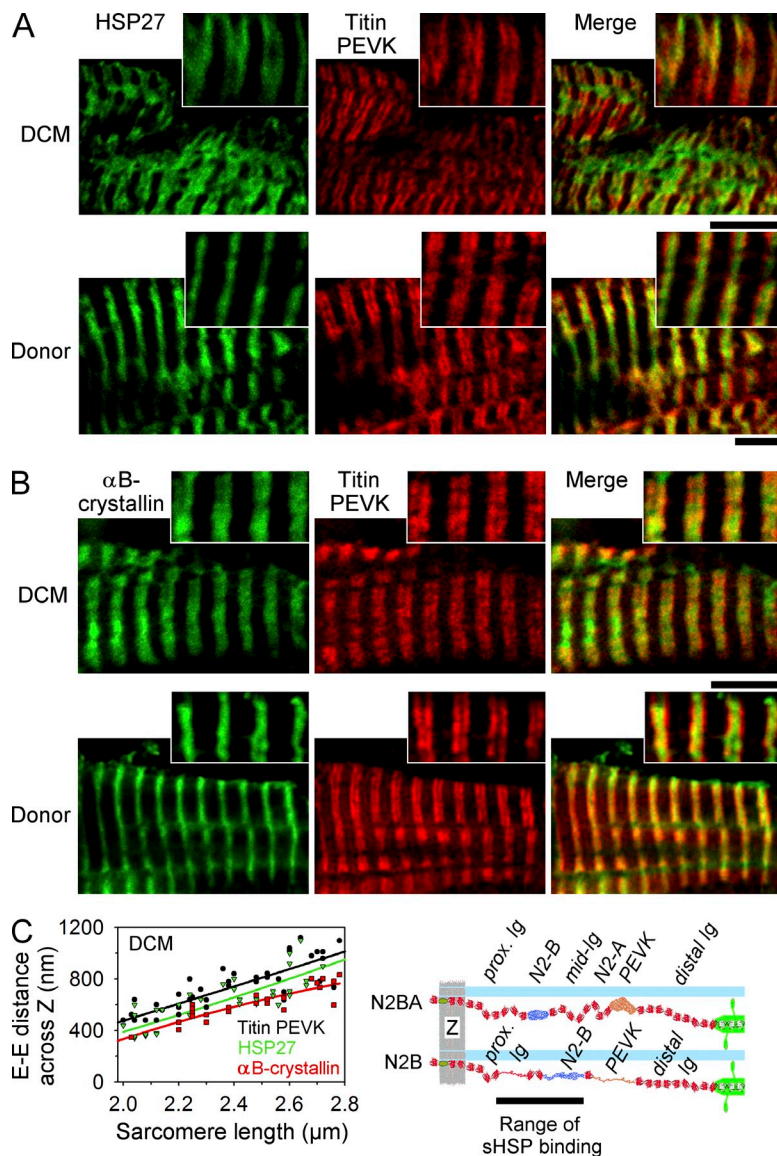 A
HSP27
Titin
PEVK
Merge
DCM
Donor
B
αB-
crystallin
Titin
PEVK
Merge
DCM
Donor
C
E-E distance
across Z (nm)
1200
800
400
0
DCM
Titin PEVK
HSP27
αB-crystallin
2.0 2.2 2.4 2.6 2.8
Sarcomere length (µm)
prox. Ig
N2-B
mid-Ig
N2-A
PEVK
distal Ig
N2BA
Z
N2B
prox.
Ig
N2-B
PEVK
distal
Ig
Range of
sHSP binding